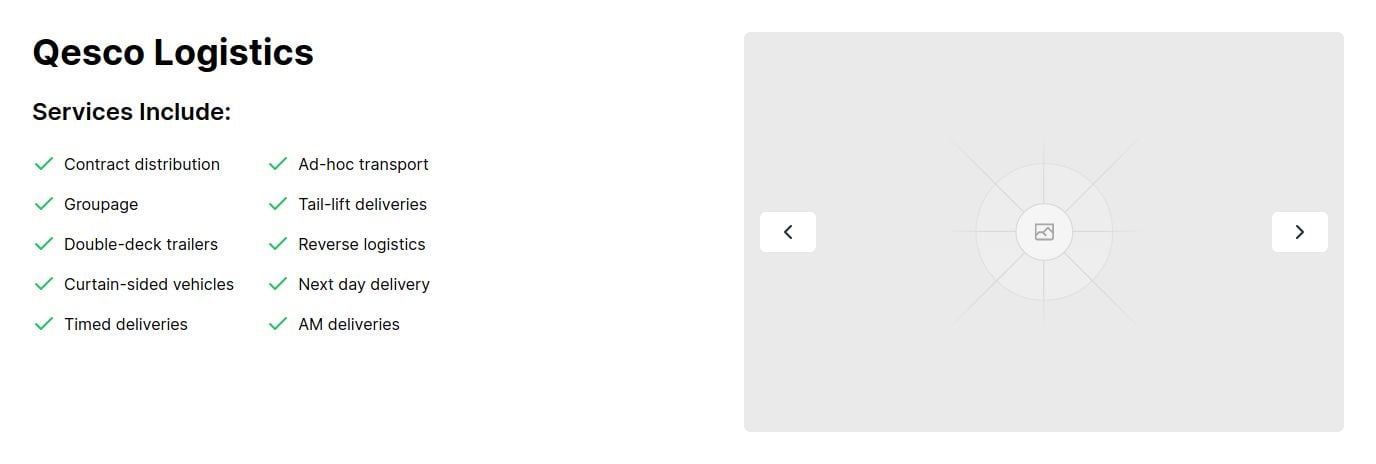 Qesco Logistics
Services Include:
Contract distribution
Groupage
Double-deck trailers
Curtain-sided vehicles
Timed deliveries
Ad-hoc transport
Tail-lift deliveries
Reverse logistics
Next day delivery
AM deliveries